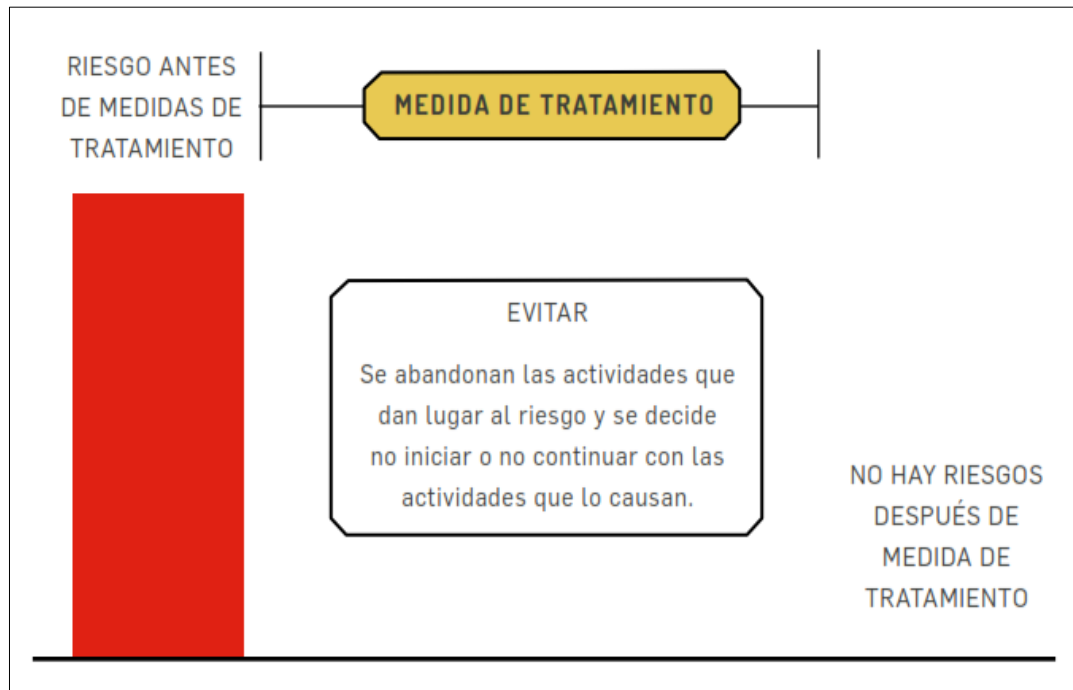 RIESGO ANTES
DE MEDIDAS DE
TRATAMIENTO
MEDIDA DE TRATAMIENTO
EVITAR
Se abandonan las actividades que
dan lugar al riesgo y se decide
no iniciar o no continuar con las
actividades que lo causan.
NO HAY RIESGOS
DESPUÉS DE
MEDIDA DE
TRATAMIENTO